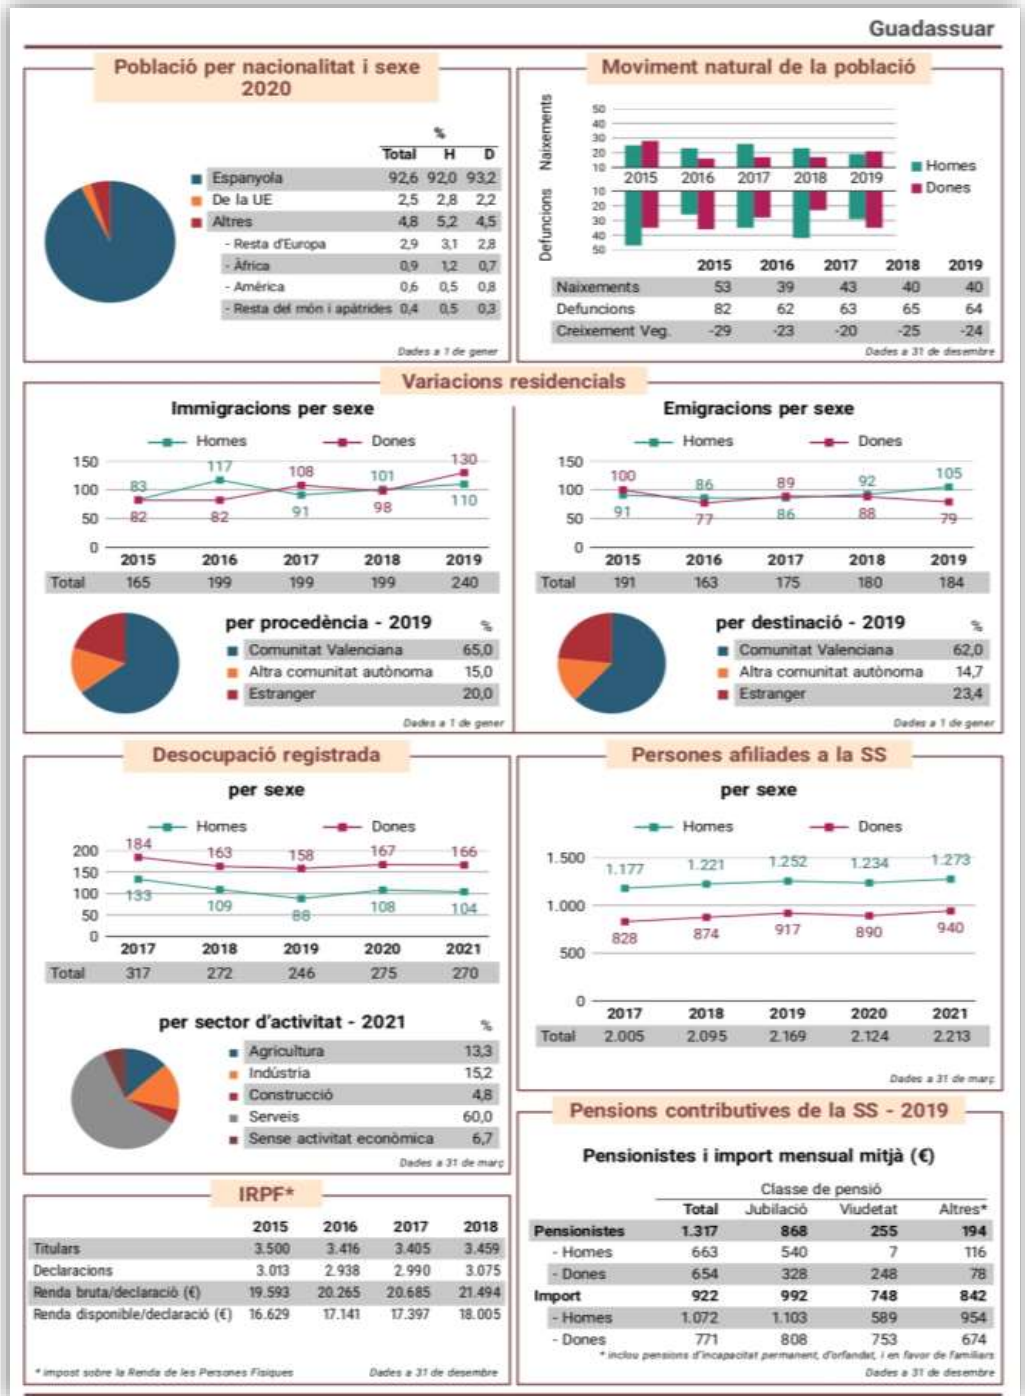 Guadassuar
Població per nacionalitat i sexe
2020
%
Total H D
Espanyola 92,6 92,0 93,2
De la UE 2,5 2,8 2,2
Altres 4,8 5,2 4,5
- Resta d'Europa 2,9 3,1 2,8
- Àfrica 0,9 1,2 0,7
- Amèrica 0,6 0,5 0,8
- Resta del món i apàtrides 0,4 0,5 0,3
Dades a 1 de gener
Moviment natural de la població
Naixements
50
40
30
20
10
2015 2016 2017 2018 2019
Defuncions
10
20
30
40
50
Homes
Dones
2015 2016 2017 2018 2019
Naixements 53 39 43 40 40
Defuncions 82 62 63 65 64
Creixement Veg. -29 -23 -20 -25 -24
Dades a 31 de desembre
Variacions residencials
Immigracions per sexe
Homes Dones
150
100
50
0
83 117 91 101 110
82 82 108 98 130
2015 2016 2017 2018 2019
Total 165 199 199 199 240
per procedència - 2019 %
Comunitat Valenciana 65,0
Altra comunitat autònoma 15,0
Estranger 20,0
Dades a 1 de gener
Emigracions per sexe
Homes Dones
150
100
50
0
91 86 86 92 105
100 77 89 88 79
2015 2016 2017 2018 2019
Total 191 163 175 180 184
per destinació - 2019 %
Comunitat Valenciana 62,0
Altra comunitat autònoma 14,7
Estranger 23,4
Dades a 1 de gener
Desocupació registrada
per sexe
Homes Dones
200
150
100
50
0
184 163 158 167 166
133 109 88 108 104
2017 2018 2019 2020 2021
Total 317 272 246 275 270
per sector d'activitat - 2021 %
Agricultura 13,3
Indústria 15,2
Construcció 4,8
Serveis 60,0
Sense activitat econòmica 6,7
Dades a 31 de març
Persones afiliades a la SS
per sexe
Homes Dones
1.500
1.000
500
0
1.177 1.221 1.252 1.234 1.273
828 874 917 890 940
2017 2018 2019 2020 2021
Total 2.005 2.095 2.169 2.124 2.213
Dades a 31 de març
IRPF*
2015 2016 2017 2018
Titulars 3.500 3.416 3.405 3.459
Declaracions 3.013 2.938 2.990 3.075
Renda bruta/declaració (€) 19.593 20.265 20.685 21.494
Renda disponible/declaració (€) 16.629 17.141 17.397 18.005
* impost sobre la Renda de les Persones Físiques Dades a 31 de desembre
Pensions contributives de la SS - 2019
Pensionistes i import mensual mitjà (€)
Classe de pensió
Total Jubilació Viudetat Altres*
Pensionistes 1.317 868 255 194
- Homes 663 540 7 116
- Dones 654 328 248 78
Import 922 992 748 842
- Homes 1.072 1.103 589 954
- Dones 771 808 753 674
* inclou pensions d'incapacitat permanent, d'orfandat, i en favor de familiars
Dades a 31 de desembre